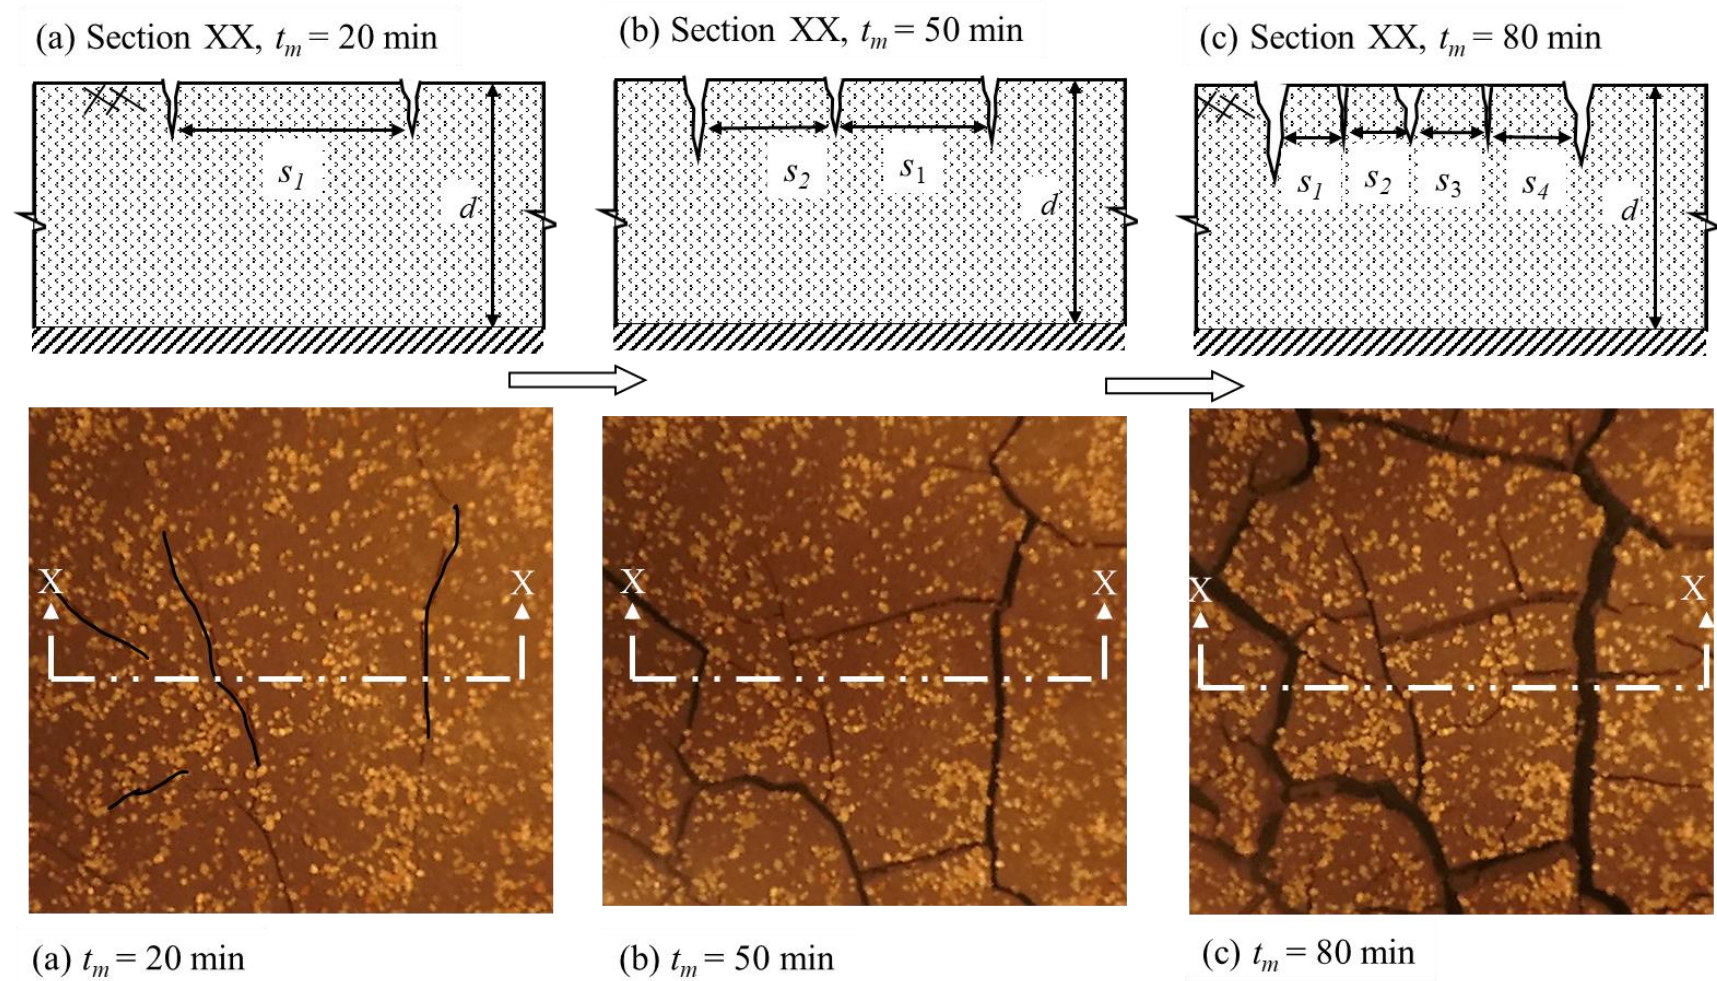 (a) Section XX, tm = 20 min
(b) Section XX, tm = 50 min
(c) Section XX, tm = 80 min
s1
d
s2
s1
d
s1
s2
s3
s4
d
X
X
X
X
X
X
(a) tm = 20 min
(b) tm = 50 min
(c) tm = 80 min